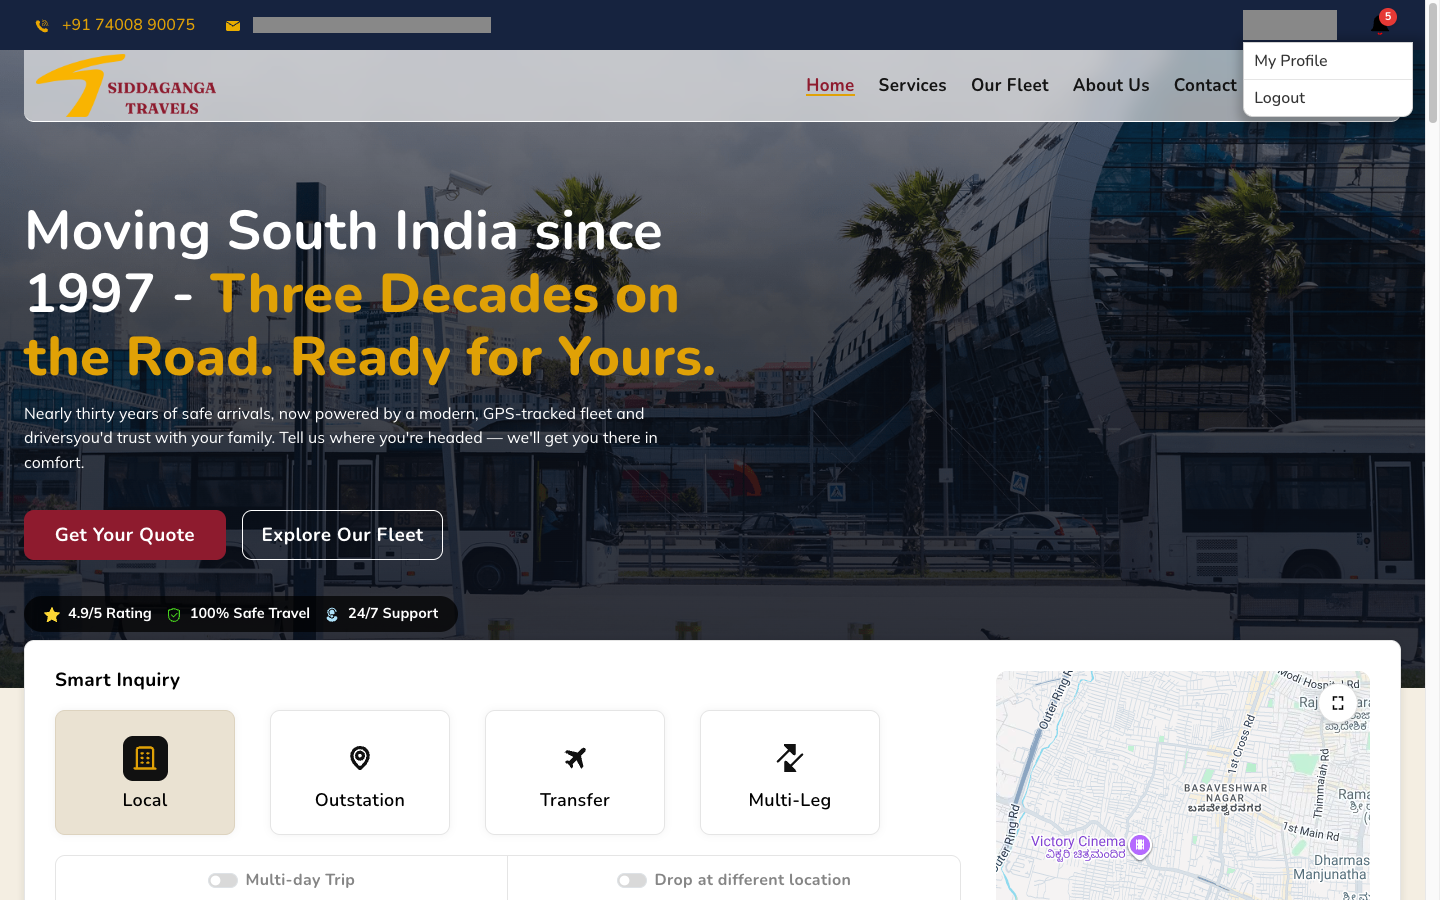 +91 74008 90075
5
My Profile
Logout
SIDDAGANGA
TRAVELS
Home
Services
Our Fleet
About Us
Contact
Moving South India since
1997 - Three Decades on
the Road. Ready for Yours.
Nearly thirty years of safe arrivals, now powered by a modern, GPS-tracked fleet and
driversyou'd trust with your family. Tell us where you're headed — we'll get you there in
comfort.
Get Your Quote
Explore Our Fleet
4.9/5 Rating
100% Safe Travel
24/7 Support
Smart Inquiry
Local
Outstation
Transfer
Multi-Leg
Multi-day Trip
Drop at different location
Outer Ring R
Modi Hospital Rd
1st Cross Rd
BASAVESHWAR
NAGAR
ಬಸವೇಶ್ವರನಗರ
Thimmaiah Rd
1st Main Rd
Outer Ring Rd
Victory Cinema
ವಿಕ್ಟರಿ ಚಿತ್ರಮಂದಿರ
Manjunatha